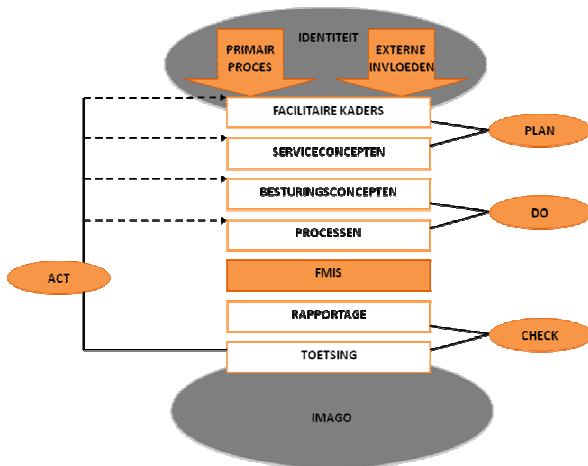 IDENTITEIT
PRIMAIR
PROCES
EXTERNE
INVLOEDEN
FACILITAIRE KADERS
PLAN
SERVICECONCEPTEN
BESTURINGSCONCEPTEN
DO
PROCESSEN
ACT
FMIS
RAPPORTAGE
CHECK
TOETSING
IMAGO